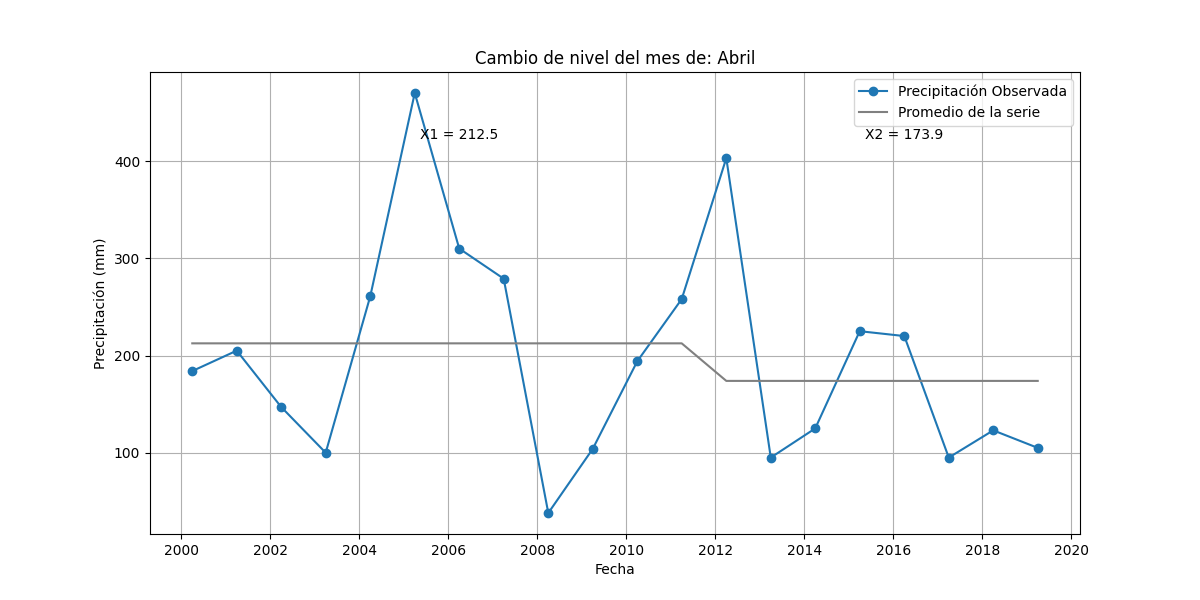 Cambio de nivel del mes de: Abril
Precipitación Observada
Promedio de la serie
X1 = 212.5
X2 = 173.9
400
300
200
100
Precipitación (mm)
2000 2002 2004 2006 2008 2010 2012 2014 2016 2018 2020
Fecha